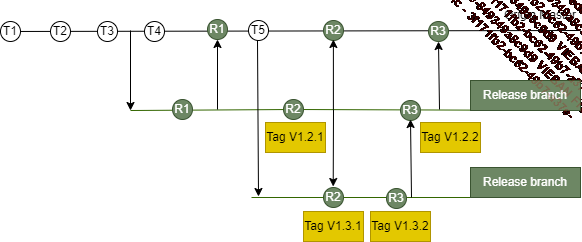 T1 T2 T3 T4 R1 T5 R2 R3
R1 R2 R3 Release branch
Tag V1.2.1 Tag V1.2.2
R2 R3 Release branch
Tag V1.3.1 Tag V1.3.2